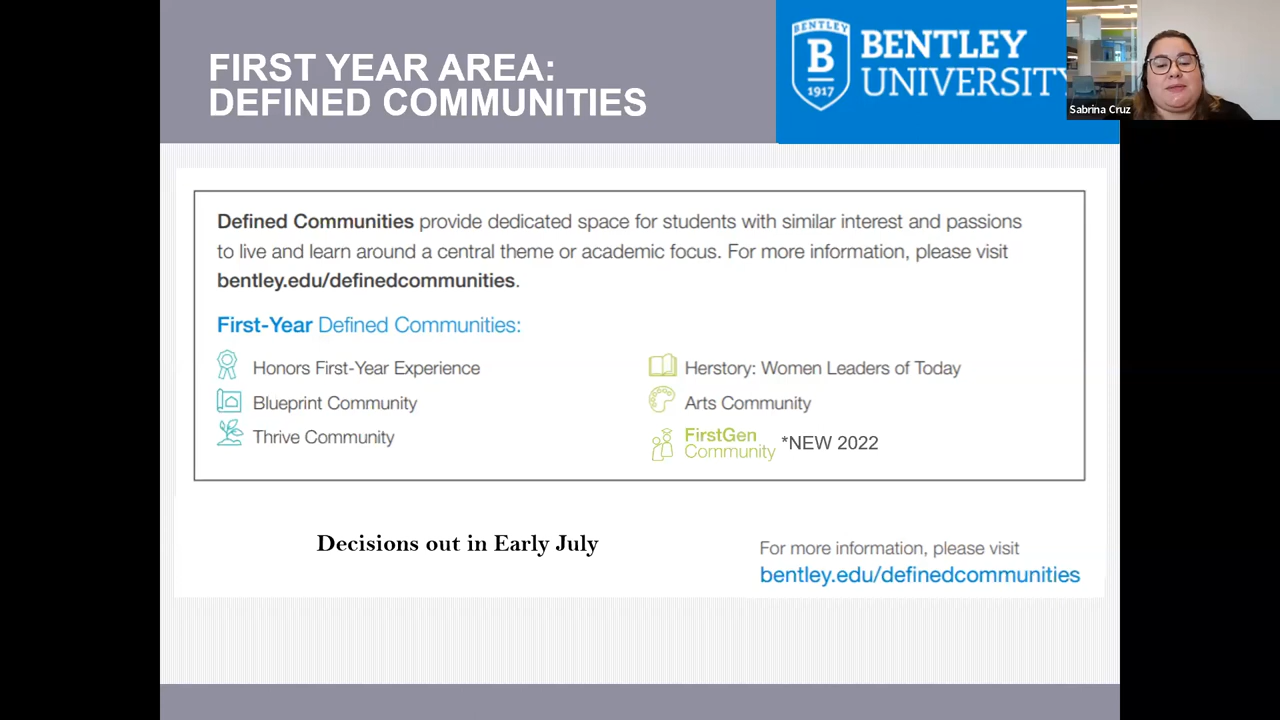 FIRST YEAR AREA:
DEFINED COMMUNITIES
BENTLEY
B
1917
BENTLEY
UNIVERSITY
Sabrina Cruz
Defined Communities provide dedicated space for students with similar interest and passions
to live and learn around a central theme or academic focus. For more information, please visit
bentley.edu/definedcommunities.
First-Year Defined Communities:
Honors First-Year Experience
Blueprint Community
Thrive Community
Herstory: Women Leaders of Today
Arts Community
FirstGen
Community *NEW 2022
Decisions out in Early July
For more information, please visit
bentley.edu/definedcommunities